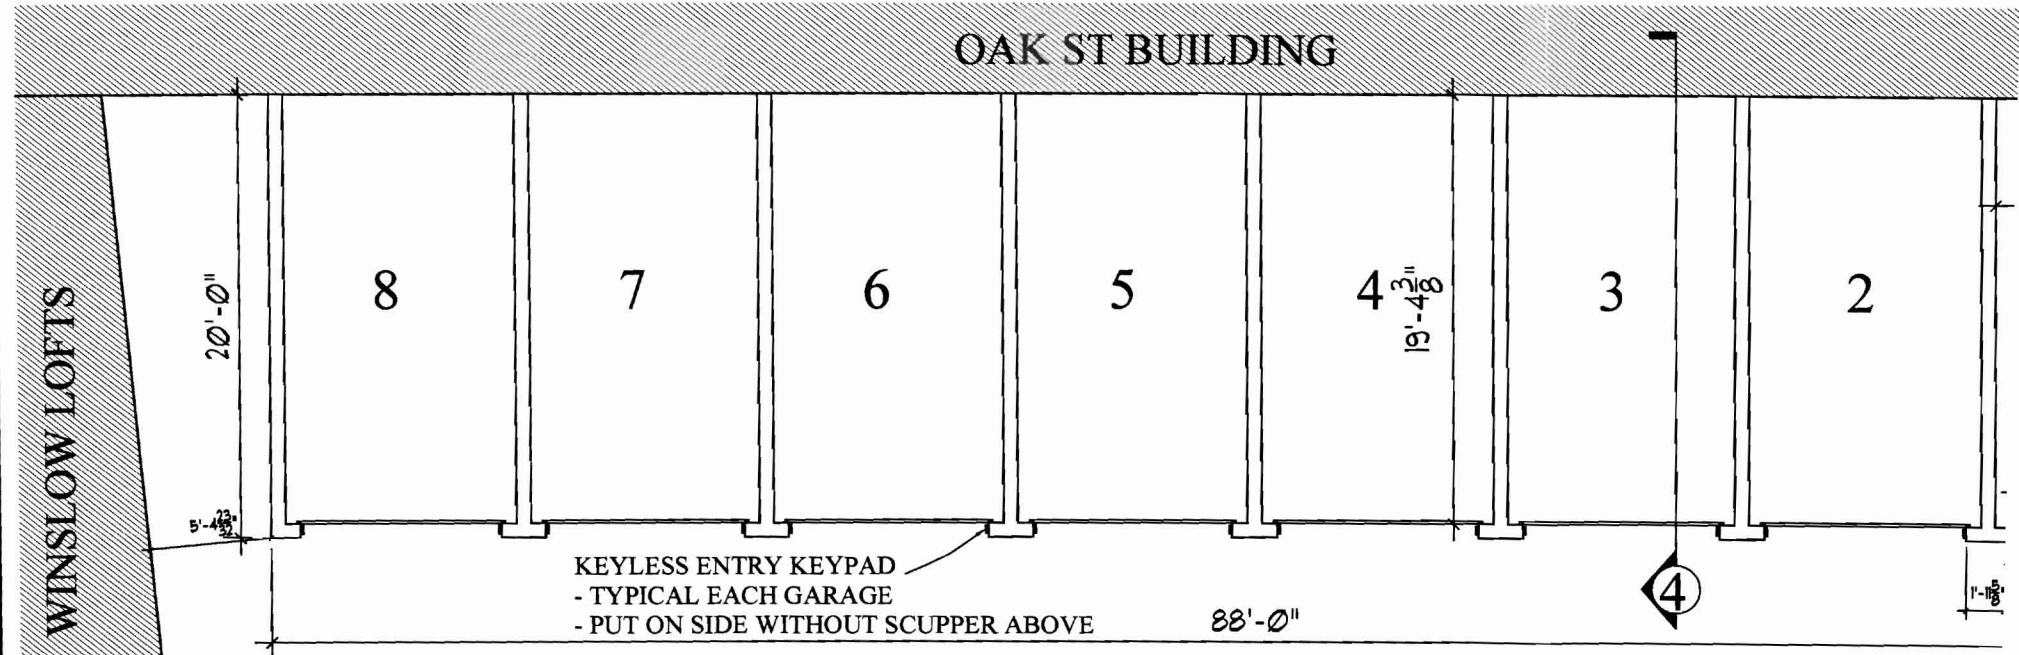 OAK ST BUILDING
WINSLOW LOFTS
20'-0"
8
7
6
5
4
19'-4 3/8"
3
2
5'-4 23/32"
KEYLESS ENTRY KEYPAD
- TYPICAL EACH GARAGE
- PUT ON SIDE WITHOUT SCUPPER ABOVE
88'-0"
4
1'-11 5/8"